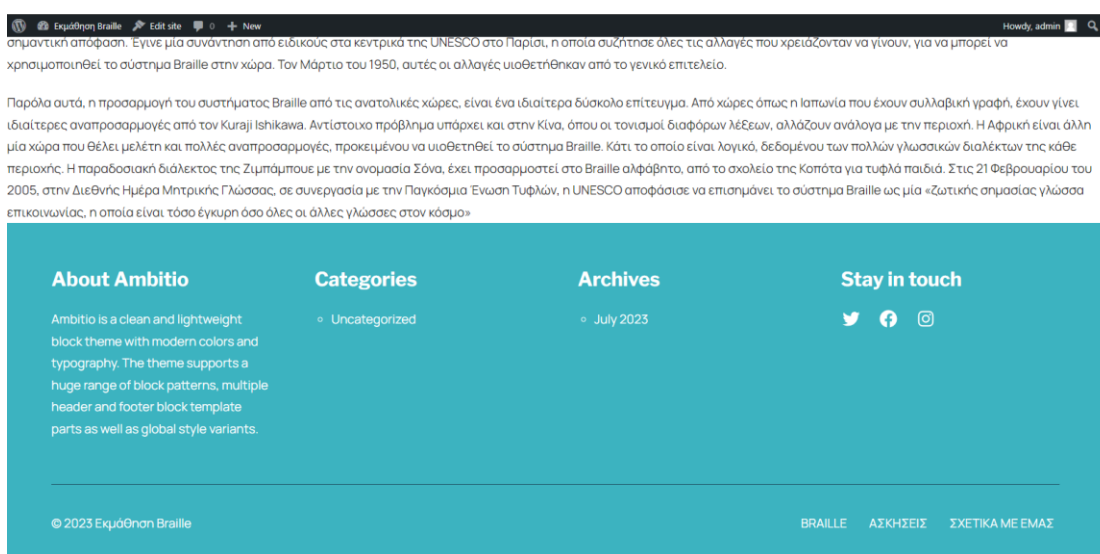 Εκμάθηση Braille Edit site 0 New Howdy, admin
σημαντική απόφαση. Έγινε μία συνάντηση από ειδικούς στα κεντρικά της UNESCO στο Παρίσι, η οποία συζήτησε όλες τις αλλαγές που χρειάζονταν να γίνουν, για να μπορεί να
χρησιμοποιηθεί το σύστημα Braille στην χώρα. Τον Μάρτιο του 1950, αυτές οι αλλαγές υιοθετήθηκαν από το γενικό επιτελείο.
Παρόλα αυτά, η προσαρμογή του συστήματος Braille από τις ανατολικές χώρες, είναι ένα ιδιαίτερα δύσκολο επίτευγμα. Από χώρες όπως η Ιαπωνία που έχουν συλλαβική γραφή, έχουν γίνει
ιδιαίτερες αναπροσαρμογές από τον Kuraji Ishikawa. Αντίστοιχο πρόβλημα υπάρχει και στην Κίνα, όπου οι τονισμοί διαφόρων λέξεων, αλλάζουν ανάλογα με την περιοχή. Η Αφρική είναι άλλη
μία χώρα που θέλει μελέτη και πολλές αναπροσαρμογές, προκειμένου να υιοθετηθεί το σύστημα Braille. Κάτι το οποίο είναι λογικό, δεδομένου των πολλών γλωσσικών διαλέκτων της κάθε
περιοχής. Η παραδοσιακή διάλεκτος της Ζιμπάμπουε με την ονομασία Σόνα, έχει προσαρμοστεί στο Braille αλφάβητο, από το σχολείο της Κοπότα για τυφλά παιδιά. Στις 21 Φεβρουαρίου του
2005, στην Διεθνής Ημέρα Μητρικής Γλώσσας, σε συνεργασία με την Παγκόσμια Ένωση Τυφλών, η UNESCO αποφάσισε να επισημάνει το σύστημα Braille ως μία «ζωτικής σημασίας γλώσσα
επικοινωνίας, η οποία είναι τόσο έγκυρη όσο όλες οι άλλες γλώσσες στον κόσμο»
About Ambitio
Ambitio is a clean and lightweight
block theme with modern colors and
typography. The theme supports a
huge range of block patterns, multiple
header and footer block template
parts as well as global style variants.
Categories
Uncategorized
Archives
July 2023
Stay in touch
© 2023 Εκμάθηση Braille
BRAILLE ΑΣΚΗΣΕΙΣ ΣΧΕΤΙΚΑ ΜΕ ΕΜΑΣ